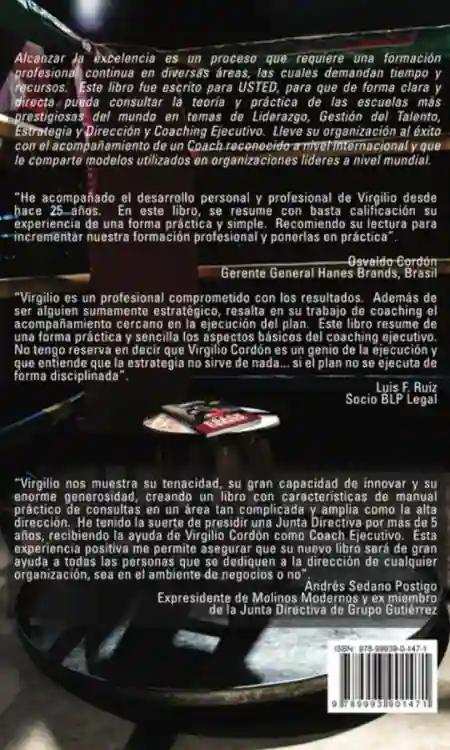 Alcanzar la excelencia es un proceso que requiere una formación
profesional continua en diversas áreas, las cuales demandan tiempo y
recursos. Este libro fue escrito para USTED, para que de forma clara y
directa pueda consultar la teoría y práctica de las escuelas más
prestigiosas del mundo en temas de Liderazgo, Gestión del Talento,
Estrategia y Dirección y Coaching Ejecutivo. Lleve su organización al éxito
con el acompañamiento de un Coach reconocido a nivel internacional y que
le comparte modelos utilizados en organizaciones líderes a nivel mundial.
“He acompañado el desarrollo personal y profesional de Virgilio desde
hace 25 años. En este libro, se resume con basta calificación su
experiencia de una forma práctica y simple. Recomiendo su lectura para
incrementar nuestra formación profesional y ponerlas en práctica”.
Osvaldo Cordón
Gerente General Hanes Brands, Brasil
“Virgilio es un profesional comprometido con los resultados. Además de
ser alguien sumamente estratégico, resalta en su trabajo de coaching el
acompañamiento cercano en la ejecución del plan. Este libro resume de
una forma práctica y sencilla los aspectos básicos del coaching ejecutivo.
No tengo reserva en decir que Virgilio Cordón es un genio de la ejecución y
que entiende que la estrategia no sirve de nada... si el plan no se ejecuta de
forma disciplinada”.
Luis F. Ruiz
Socio BLP Legal
“Virgilio nos muestra su tenacidad, su gran capacidad de innovar y su
enorme generosidad, creando un libro con características de manual
práctico de consultas en un área tan complicada y amplia como la alta
dirección. He tenido la suerte de presidir una Junta Directiva por más de 5
años, recibiendo la ayuda de Virgilio Cordón como Coach Ejecutivo. Esta
experiencia positiva me permite asegurar que su nuevo libro será de gran
ayuda a todas las personas que se dediquen a la dirección de cualquier
organización, sea en el ambiente de negocios o no”.
Andrés Sedano Postigo
Expresidente de Molinos Modernos y ex miembro
de la Junta Directiva de Grupo Gutiérrez
ISBN: 978-99939-0-147-1
9789993901471